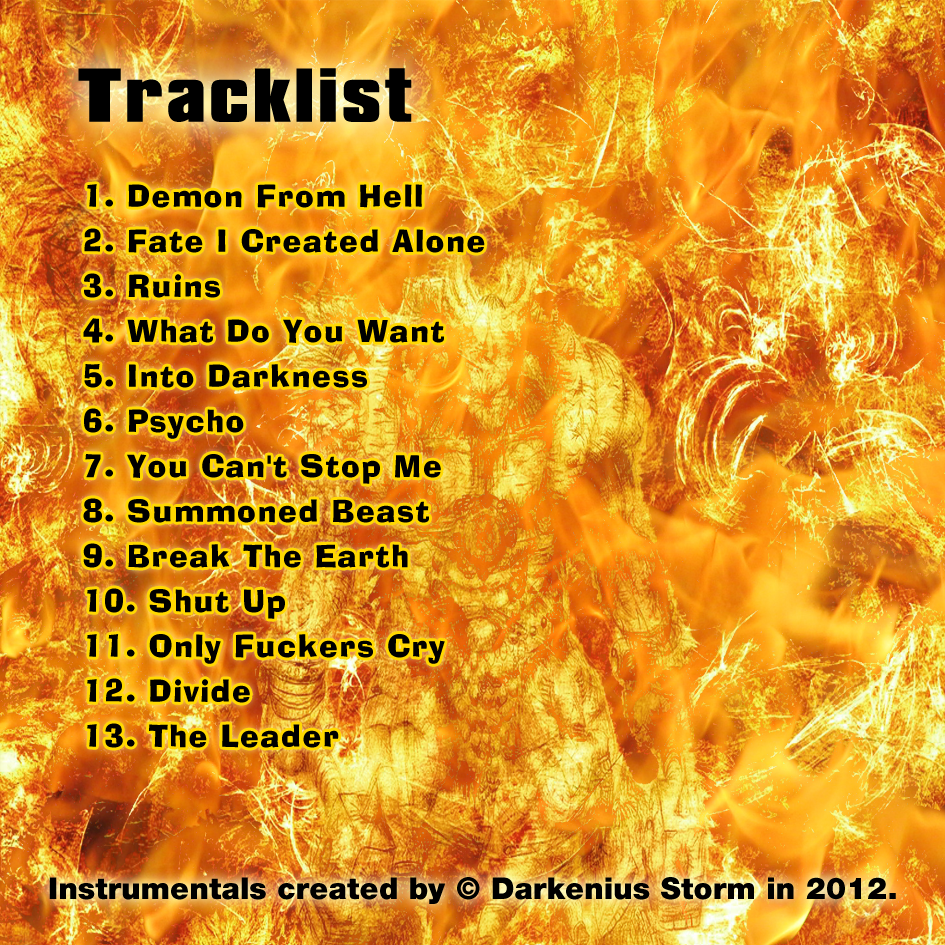 Tracklist
1. Demon From Hell
2. Fate I Created Alone
3. Ruins
4. What Do You Want
5. Into Darkness
6. Psycho
7. You Can't Stop Me
8. Summoned Beast
9. Break The Earth
10. Shut Up
11. Only Fuckers Cry
12. Divide
13. The Leader
Instrumentals created by © Darkenius Storm in 2012.